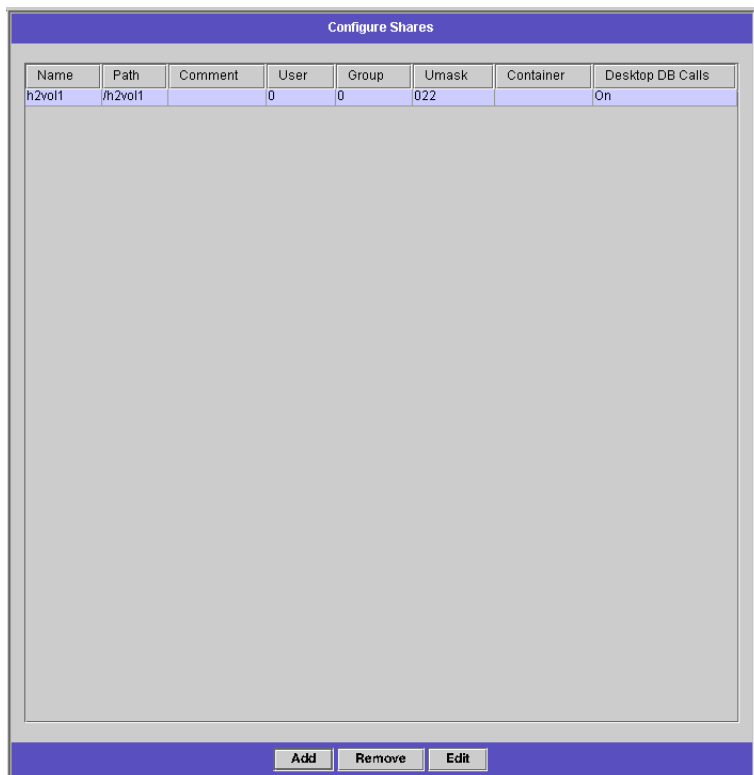 Configure Shares
Name Path Comment User Group Umask Container Desktop DB Calls
h2vol1 /h2vol1 0 0 022 On
Add Remove Edit